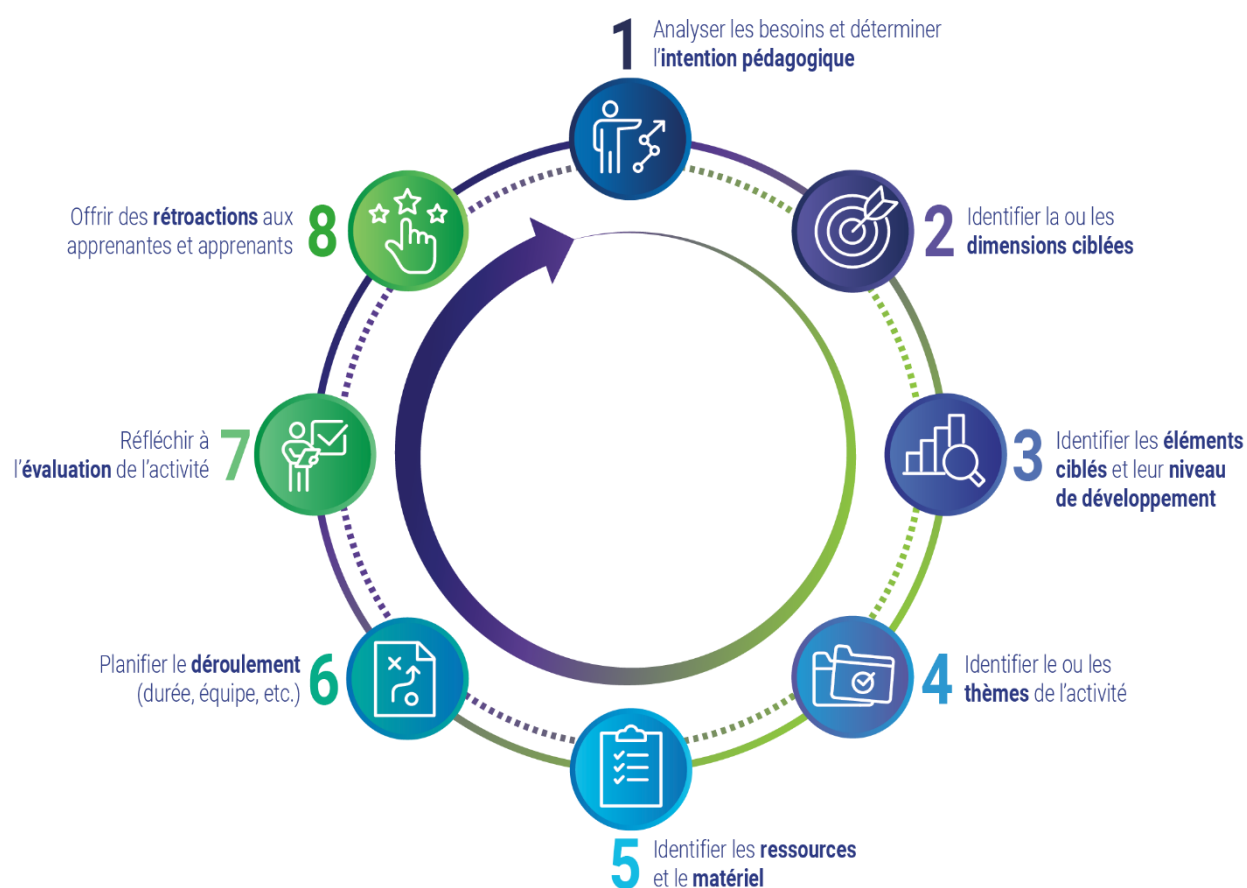 1
Analyser les besoins et déterminer
l'intention pédagogique
2
Identifier la ou les
dimensions ciblées
3
Identifier les éléments
ciblés et leur niveau
de développement
4
Identifier le ou les
thèmes de l'activité
5
Identifier les ressources
et le matériel
6
Planifier le déroulement
(durée, équipe, etc.)
7
Réfléchir à
l'évaluation de l'activité
8
Offrir des rétroactions aux
apprenantes et apprenants